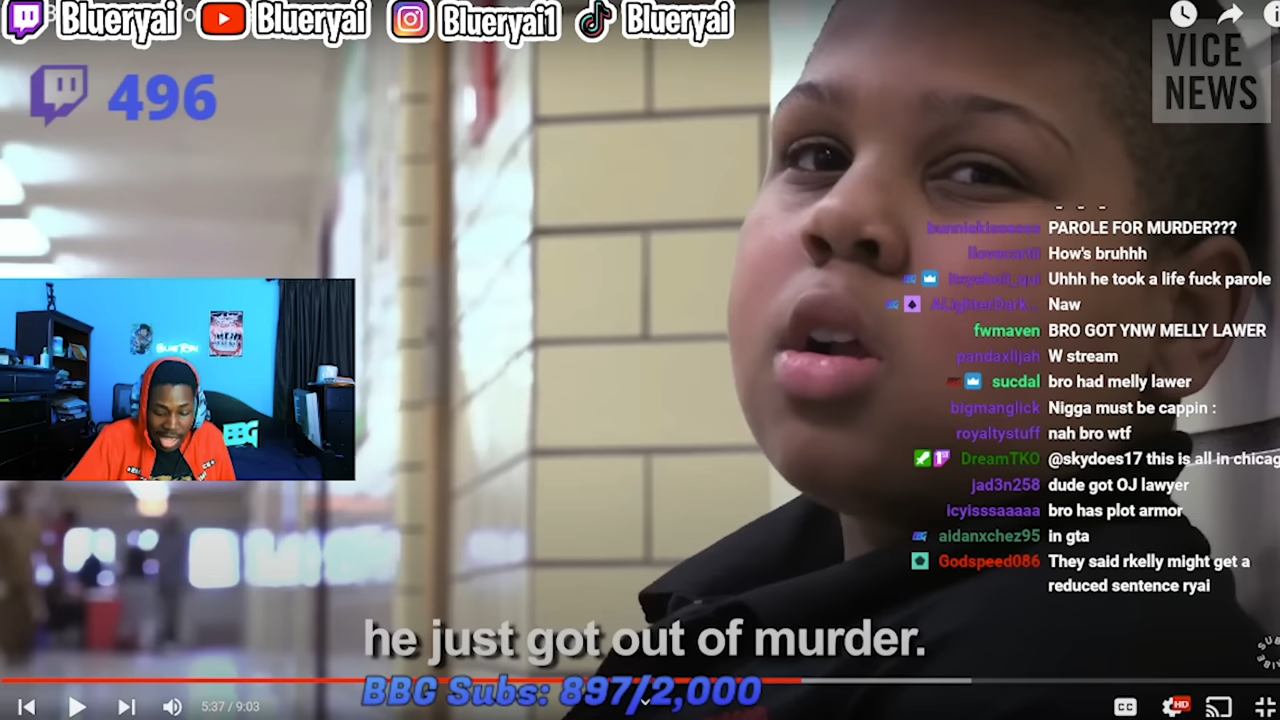 Blueryai Blueryai Blueryai1 Blueryai
496
VICE
NEWS
PAROLE FOR MURDER???
How's bruhhh
Uhhh he took a life fuck parole
Naw
fwmaven BRO GOT YNW MELLY LAWER
pandaxlljah W stream
sucdal bro had melly lawer
bigmanglick Nigga must be cappin :
royaltystuff nah bro wtf
DreamTKO @skydoes17 this is all in chicag
jad3n258 dude got OJ lawyer
icyisssaaaaa bro has plot armor
aidanxchez95 in gta
Godspeed086 They said rkelly might get a
reduced sentence ryai
BBG
he just got out of murder.
BBG Subs: 897/2,000
5:37 / 9:03
CC HD